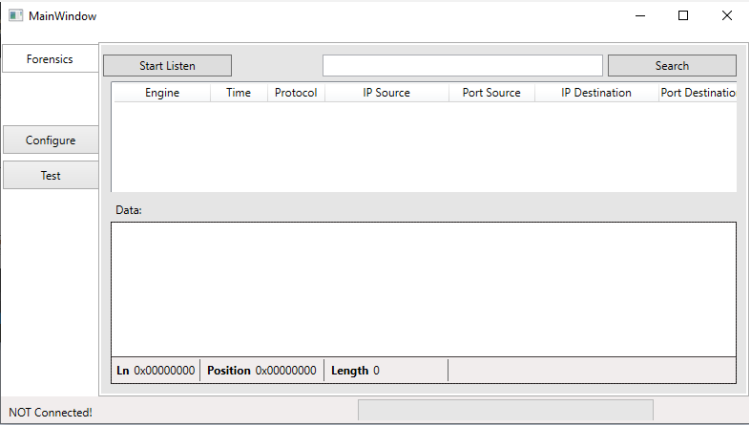 MainWindow
Forensics
Start Listen
Search
Engine Time Protocol IP Source Port Source IP Destination Port Destinatio
Configure
Test
Data:
Ln 0x00000000 Position 0x00000000 Length 0
NOT Connected!